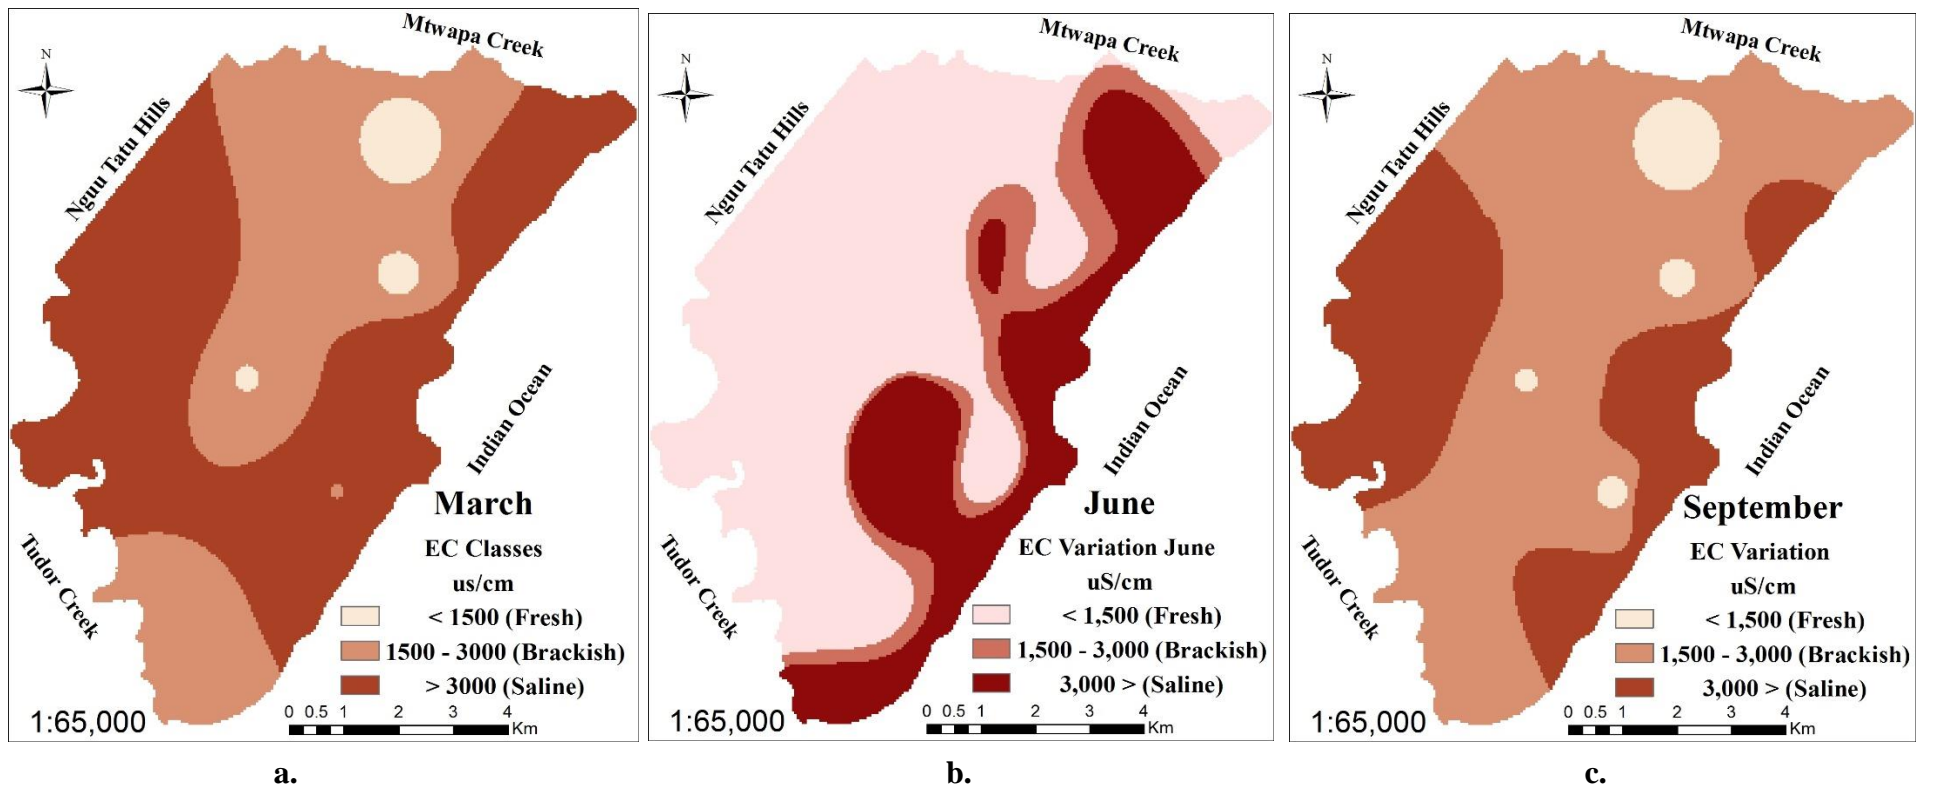 N
Mtwapa Creek
Nguu Tatu Hills
Indian Ocean
Tudor Creek
March
EC Classes
us/cm
< 1500 (Fresh)
1500 - 3000 (Brackish)
> 3000 (Saline)
0 0.5 1 2 3 4
Km
1:65,000
a.
N
Mtwapa Creek
Nguu Tatu Hills
Indian Ocean
Tudor Creek
June
EC Variation June
uS/cm
< 1,500 (Fresh)
1,500 - 3,000 (Brackish)
3,000 > (Saline)
0 0.5 1 2 3 4
Km
1:65,000
b.
N
Mtwapa Creek
Nguu Tatu Hills
Indian Ocean
Tudor Creek
September
EC Variation
uS/cm
< 1,500 (Fresh)
1,500 - 3,000 (Brackish)
3,000 > (Saline)
0 0.5 1 2 3 4
Km
1:65,000
c.